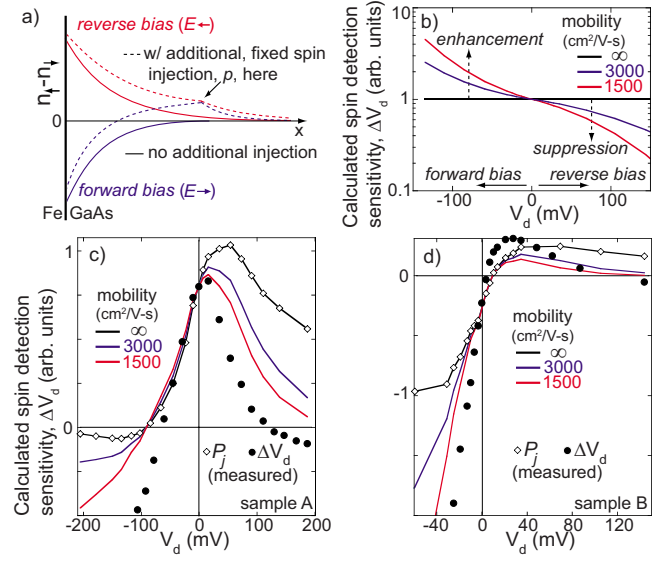 a)
reverse bias (E←)
w/ additional, fixed spin
injection, p, here
n←-n→
0
x
no additional injection
forward bias (E→)
Fe GaAs
b)
mobility
(cm²/V-s)
∞
3000
1500
enhancement
suppression
forward bias
reverse bias
Calculated spin detection
sensitivity, ΔVd (arb. units)
5
1
0.1
-100 0 100
Vd (mV)
c)
mobility
(cm²/V-s)
∞
3000
1500
Pj ΔVd
(measured)
sample A
Calculated spin detection
sensitivity, ΔVd (arb. units)
1
0
-200 -100 0 100 200
Vd (mV)
d)
mobility
(cm²/V-s)
∞
3000
1500
Pj ΔVd
(measured)
sample B
0
-1
-60 -40 0 40 80 120
Vd (mV)